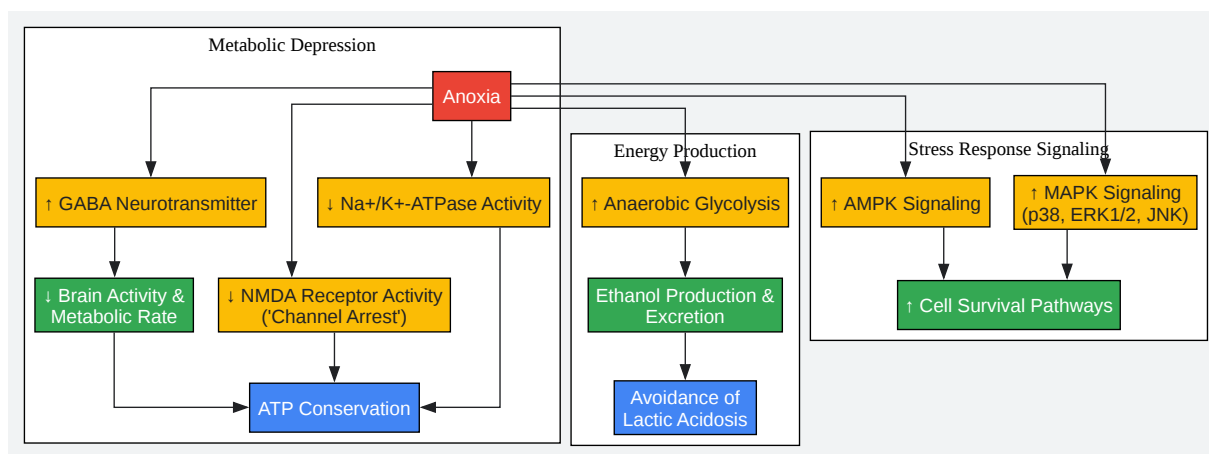 Metabolic Depression
Anoxia
↑ GABA Neurotransmitter
↓ Na+/K+-ATPase Activity
↓ Brain Activity &
Metabolic Rate
↓ NMDA Receptor Activity
('Channel Arrest')
ATP Conservation
Energy Production
↑ Anaerobic Glycolysis
Ethanol Production &
Excretion
Avoidance of
Lactic Acidosis
Stress Response Signaling
↑ AMPK Signaling
↑ MAPK Signaling
(p38, ERK1/2, JNK)
↑ Cell Survival Pathways